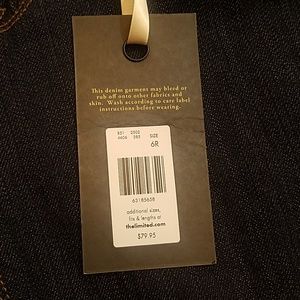 This denim garment may bleed or
rub off onto other fabrics and
skin. Wash according to care label
instructions before wearing.
SIZE
6R
63185658
additional sizes,
fits & lengths at
thelimited.com
$79.95